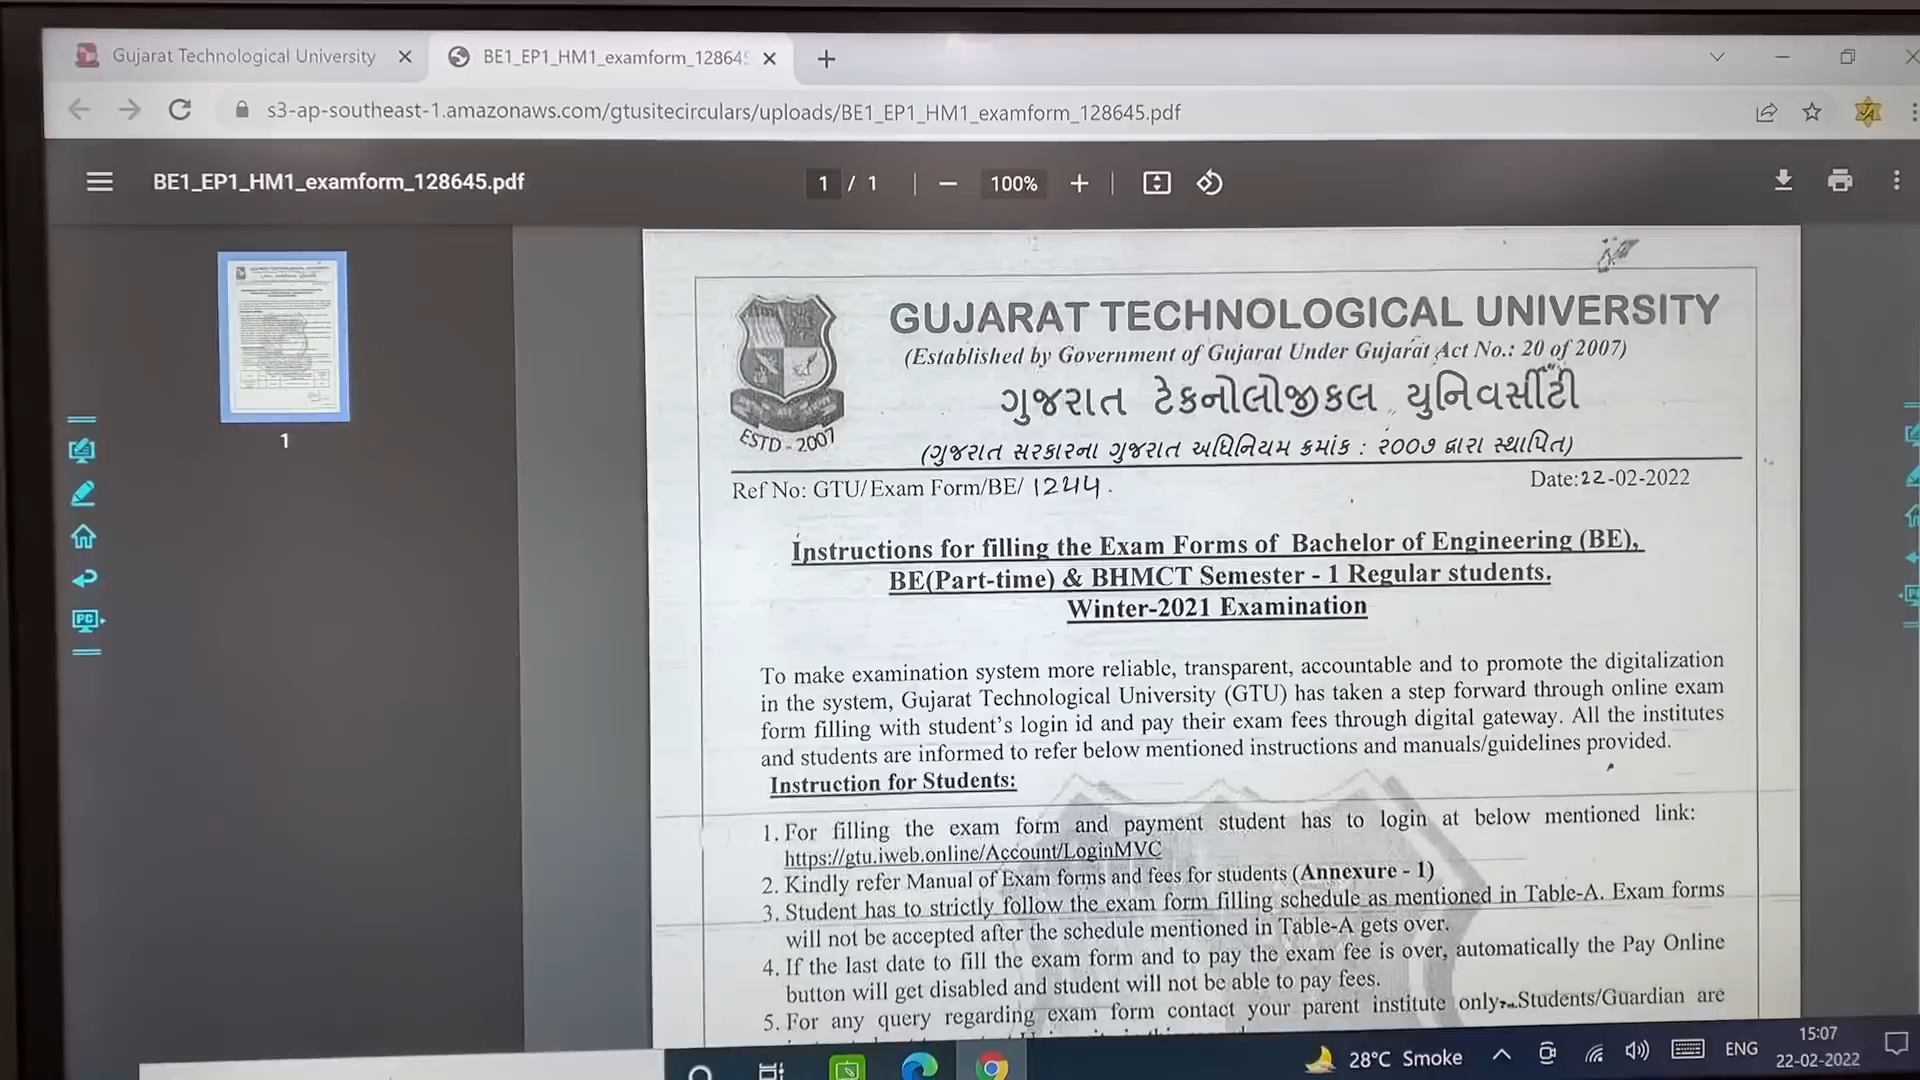 Gujarat Technological University
BE1_EP1_HM1_examform_128645
s3-ap-southeast-1.amazonaws.com/gtusitecirculars/uploads/BE1_EP1_HM1_examform_128645.pdf
BE1_EP1_HM1_examform_128645.pdf
1 / 1
100%
1
GUJARAT TECHNOLOGICAL UNIVERSITY
(Established by Government of Gujarat Under Gujarat Act No.: 20 of 2007)
ગુજરાત ટેકનોલોજીકલ યુનિવર્સીટી
(ગુજરાત સરકારના ગુજરાત અધિનિયમ ક્રમાંક : ૨૦૦૭ દ્વારા સ્થાપિત)
ESTD - 2007
Ref No: GTU/Exam Form/BE/ 1244.
Date:22-02-2022
Instructions for filling the Exam Forms of Bachelor of Engineering (BE),
BE(Part-time) & BHMCT Semester - 1 Regular students.
Winter-2021 Examination
To make examination system more reliable, transparent, accountable and to promote the digitalization
in the system, Gujarat Technological University (GTU) has taken a step forward through online exam
form filling with student's login id and pay their exam fees through digital gateway. All the institutes
and students are informed to refer below mentioned instructions and manuals/guidelines provided.
Instruction for Students:
1. For filling the exam form and payment student has to login at below mentioned link:
https://gtu.iweb.online/Account/LoginMVC
2. Kindly refer Manual of Exam forms and fees for students (Annexure - 1)
3. Student has to strictly follow the exam form filling schedule as mentioned in Table-A. Exam forms
will not be accepted after the schedule mentioned in Table-A gets over.
4. If the last date to fill the exam form and to pay the exam fee is over, automatically the Pay Online
button will get disabled and student will not be able to pay fees.
5. For any query regarding exam form contact your parent institute only. Students/Guardian are
PC
28°C Smoke
ENG
15:07
22-02-2022